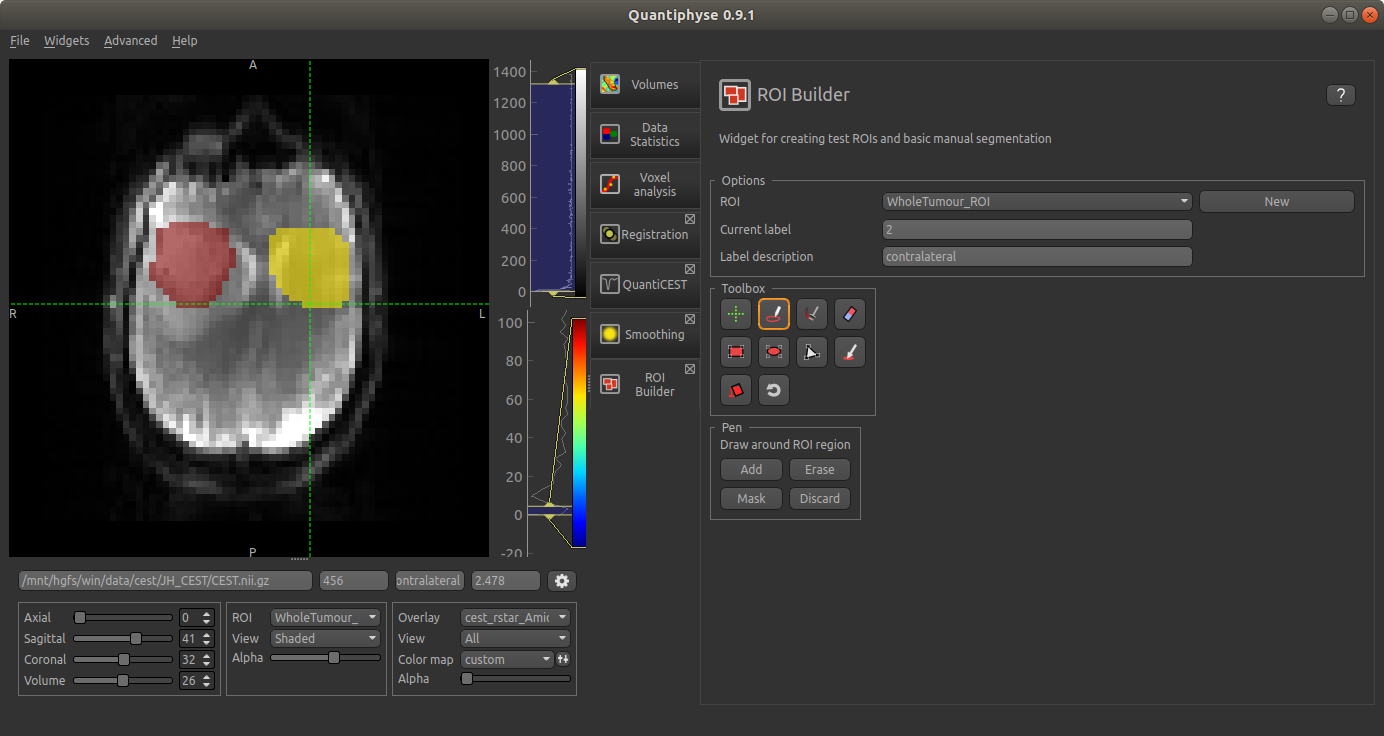 Quantiphyse 0.9.1
File Widgets Advanced Help
A
R
L
P
1400
1200
1000
800
600
400
200
0
100
80
60
40
20
0
-20
Volumes
Data
Statistics
Voxel
analysis
Registration
QuantiCEST
Smoothing
ROI
Builder
ROI Builder
?
Widget for creating test ROIs and basic manual segmentation
Options
ROI WholeTumour_ROI New
Current label 2
Label description contralateral
Toolbox
Pen
Draw around ROI region
Add Erase
Mask Discard
/mnt/hgfs/win/data/cest/JH_CEST/CEST.nii.gz 456 ontralateral 2.478
Axial 0
Sagittal 41
Coronal 32
Volume 26
ROI WholeTumour_
View Shaded
Alpha
Overlay cest_rstar_Amic
View All
Color map custom
Alpha